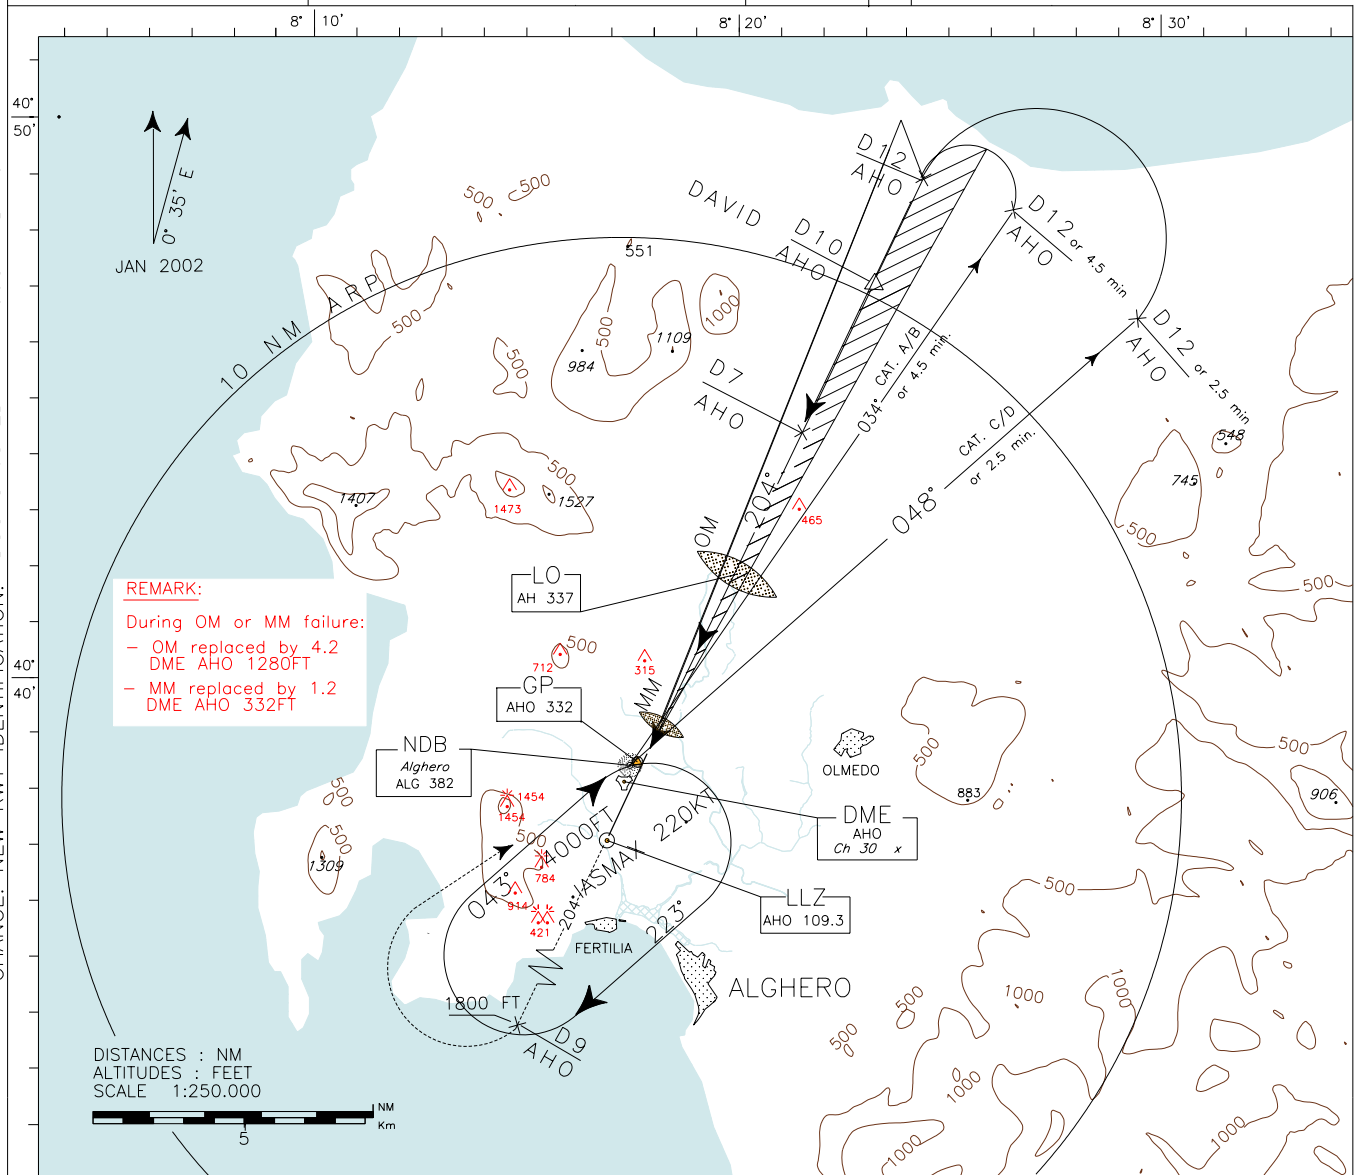 8° 10'
8° 20'
8° 30'
40°
50'
0° 35' E
JAN 2002
500
500
D12
AHO
DAVID
D10
AHO
D12 or 4.5 min
AHO
D12 or 2.5 min
AHO
551
10 NM ARP
500
500
1000
1109
984
500
D7
AHO
034° CAT. A/B
or 4.5 min.
CAT. C/D
or 2.5 min.
048°
548
745
500
500
1407
1473
1527
204°
465
OM
LO
AH 337
500
REMARK:
During OM or MM failure:
- OM replaced by 4.2
DME AHO 1280FT
- MM replaced by 1.2
DME AHO 332FT
40°
40'
500
712
315
GP
AHO 332
MM
NDB
Alghero
ALG 382
OLMEDO
500
883
500
906
500
500
1309
1454
1454
500
4000FT
IASMAX 220KT
DME
AHO
Ch 30 x
784
043°
914
421
204°
223°
LLZ
AHO 109.3
500
FERTILIA
ALGHERO
1800 FT
D9
AHO
500
500
1000
1000
1000
1000
1000
DISTANCES : NM
ALTITUDES : FEET
SCALE 1:250.000
NM
Km
5